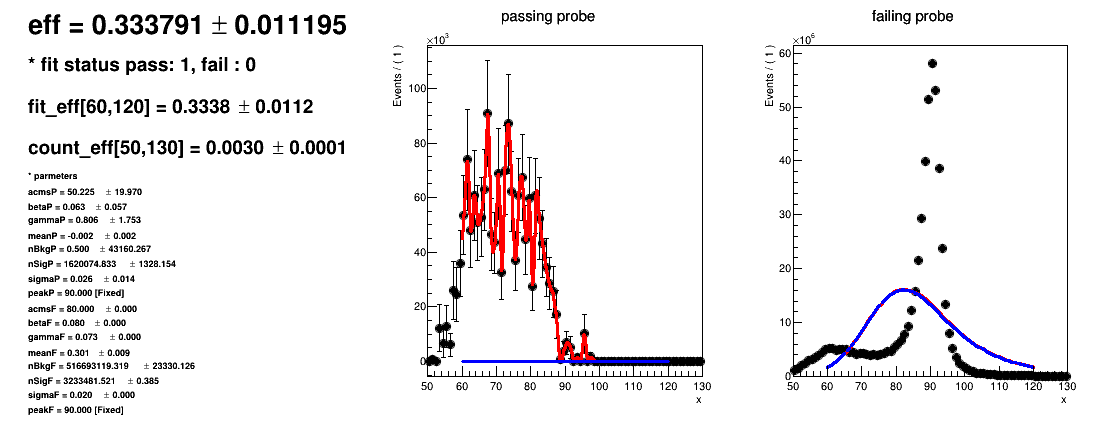 eff = 0.333791 ± 0.011195
* fit status pass: 1, fail : 0
fit_eff[60,120] = 0.3338 ± 0.0112
count_eff[50,130] = 0.0030 ± 0.0001
* parmeters
acmsP = 50.225 ± 19.970
betaP = 0.063 ± 0.057
gammaP = 0.806 ± 1.753
meanP = -0.002 ± 0.002
nBkgP = 0.500 ± 43160.267
nSigP = 1620074.833 ± 1328.154
sigmaP = 0.026 ± 0.014
peakP = 90.000 [Fixed]
acmsF = 80.000 ± 0.000
betaF = 0.080 ± 0.000
gammaF = 0.073 ± 0.000
meanF = 0.301 ± 0.009
nBkgF = 516693119.319 ± 23330.126
nSigF = 3233481.521 ± 0.385
sigmaF = 0.020 ± 0.000
peakF = 90.000 [Fixed]
passing probe
×10³
Events / ( 1 )
100
80
60
40
20
0
50 60 70 80 90 100 110 120 130
x
failing probe
×10⁶
Events / ( 1 )
60
50
40
30
20
10
0
50 60 70 80 90 100 110 120 130
x